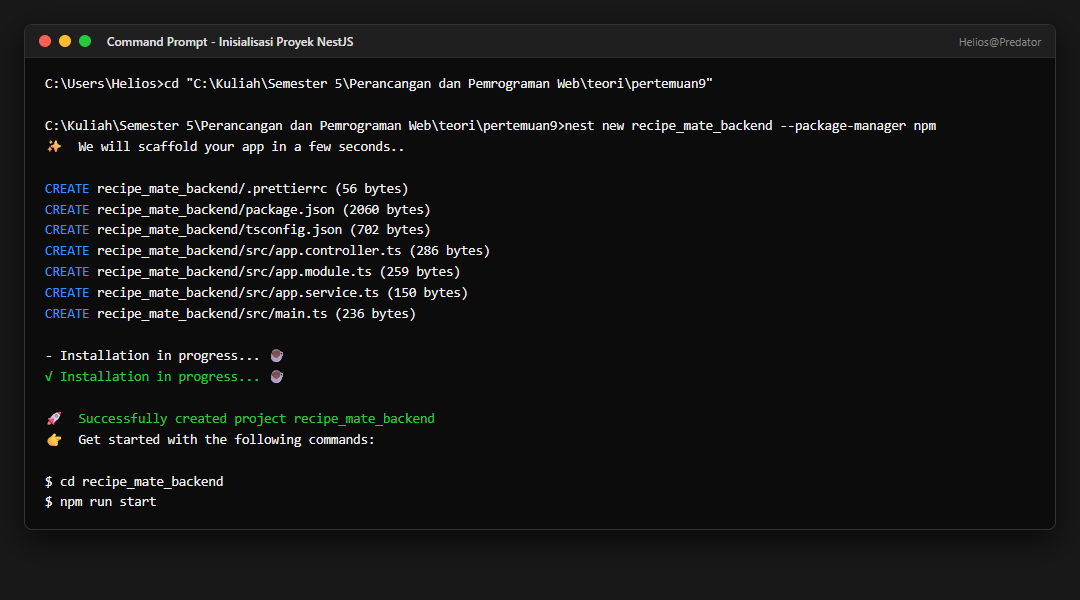 Command Prompt - Inisialisasi Proyek NestJS
Helios@Predator
C:\Users\Helios>cd "C:\Kuliah\Semester 5\Perancangan dan Pemrograman Web\teori\pertemuan9"
C:\Kuliah\Semester 5\Perancangan dan Pemrograman Web\teori\pertemuan9>nest new recipe_mate_backend --package-manager npm
✨ We will scaffold your app in a few seconds..
CREATE recipe_mate_backend/.prettierrc (56 bytes)
CREATE recipe_mate_backend/package.json (2060 bytes)
CREATE recipe_mate_backend/tsconfig.json (702 bytes)
CREATE recipe_mate_backend/src/app.controller.ts (286 bytes)
CREATE recipe_mate_backend/src/app.module.ts (259 bytes)
CREATE recipe_mate_backend/src/app.service.ts (150 bytes)
CREATE recipe_mate_backend/src/main.ts (236 bytes)
- Installation in progress... ☕
√ Installation in progress... ☕
🚀 Successfully created project recipe_mate_backend
👉 Get started with the following commands:
$ cd recipe_mate_backend
$ npm run start